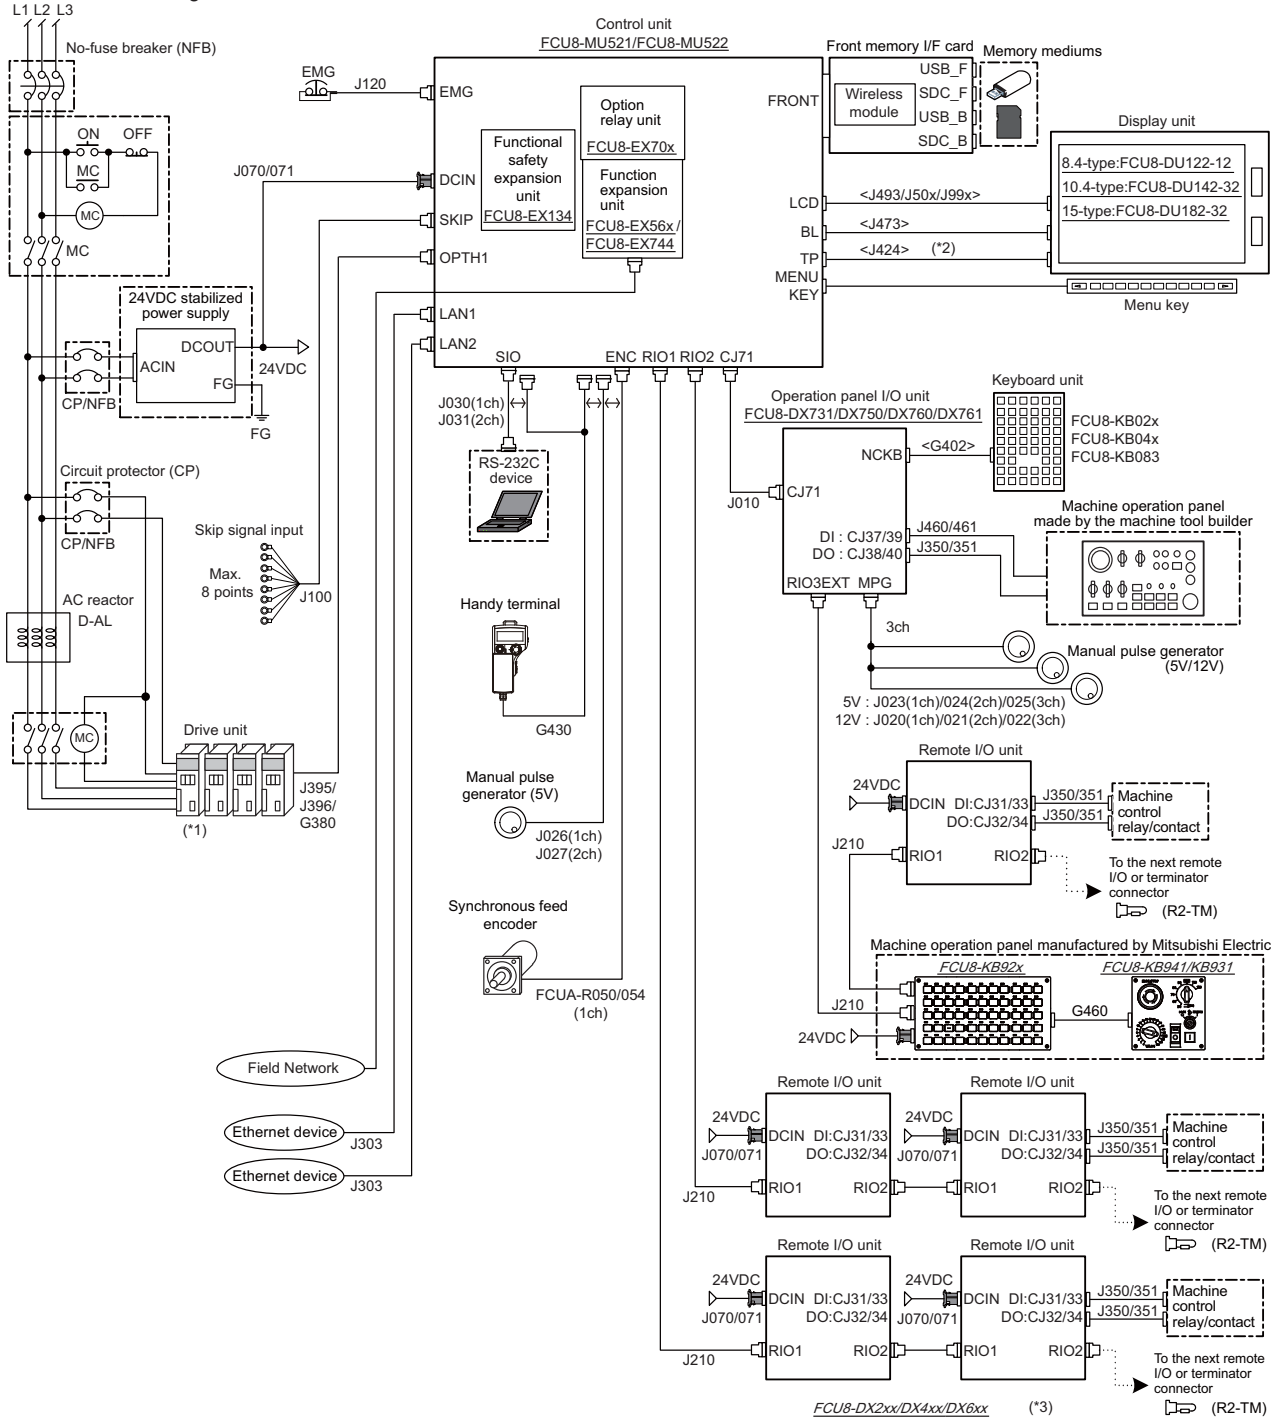 L1 L2 L3
No-fuse breaker (NFB)
ON OFF
MC
MC
MC
24VDC stabilized
power supply
DCOUT
ACIN
FG
24VDC
FG
CP/NFB
Circuit protector (CP)
CP/NFB
AC reactor
D-AL
MC
Drive unit
(*1)
J395/
J396/
G380
Skip signal input
Max.
8 points
J100
EMG
J120
J070/071
Control unit
FCU8-MU521/FCU8-MU522
EMG
DCIN
SKIP
OPTH1
LAN1
LAN2
Functional
safety
expansion
unit
FCU8-EX134
Option
relay unit
FCU8-EX70x
Function
expansion
unit
FCU8-EX56x/
FCU8-EX744
FRONT
LCD
BL
TP
MENU
KEY
SIO ENC RIO1 RIO2 CJ71
Front memory I/F card
Wireless
module
USB_F
SDC_F
USB_B
SDC_B
Memory mediums
Display unit
8.4-type:FCU8-DU122-12
10.4-type:FCU8-DU142-32
15-type:FCU8-DU182-32
<J493/J50x/J99x>
<J473>
<J424> (*2)
Menu key
J030(1ch)
J031(2ch)
RS-232C
device
Handy terminal
G430
Manual pulse
generator (5V)
J026(1ch)
J027(2ch)
Synchronous feed
encoder
FCUA-R050/054
(1ch)
Field Network
Ethernet device
J303
Ethernet device
J303
J010
Operation panel I/O unit
FCU8-DX731/DX750/DX760/DX761
NCKB
CJ71
DI : CJ37/39
DO : CJ38/40
RIO3EXT MPG
<G402>
Keyboard unit
FCU8-KB02x
FCU8-KB04x
FCU8-KB083
J460/461
J350/351
Machine operation panel
made by the machine tool builder
3ch
Manual pulse generator
(5V/12V)
5V : J023(1ch)/024(2ch)/025(3ch)
12V : J020(1ch)/021(2ch)/022(3ch)
Remote I/O unit
24VDC
DCIN DI:CJ31/33
DO:CJ32/34
RIO1 RIO2
J350/351
J350/351
Machine
control
relay/contact
J210
To the next remote
I/O or terminator
connector
(R2-TM)
Machine operation panel manufactured by Mitsubishi Electric
FCU8-KB92x
FCU8-KB941/KB931
J210
24VDC
G460
Remote I/O unit
Remote I/O unit
24VDC
DCIN DI:CJ31/33
DO:CJ32/34
J070/071
RIO1 RIO2
J210
24VDC
DCIN DI:CJ31/33
DO:CJ32/34
J070/071
RIO1 RIO2
J350/351
J350/351
Machine
control
relay/contact
To the next remote
I/O or terminator
connector
(R2-TM)
Remote I/O unit
Remote I/O unit
24VDC
DCIN DI:CJ31/33
DO:CJ32/34
J070/071
RIO1 RIO2
J210
24VDC
DCIN DI:CJ31/33
DO:CJ32/34
J070/071
RIO1 RIO2
J350/351
J350/351
Machine
control
relay/contact
To the next remote
I/O or terminator
connector
(R2-TM)
FCU8-DX2xx/DX4xx/DX6xx (*3)